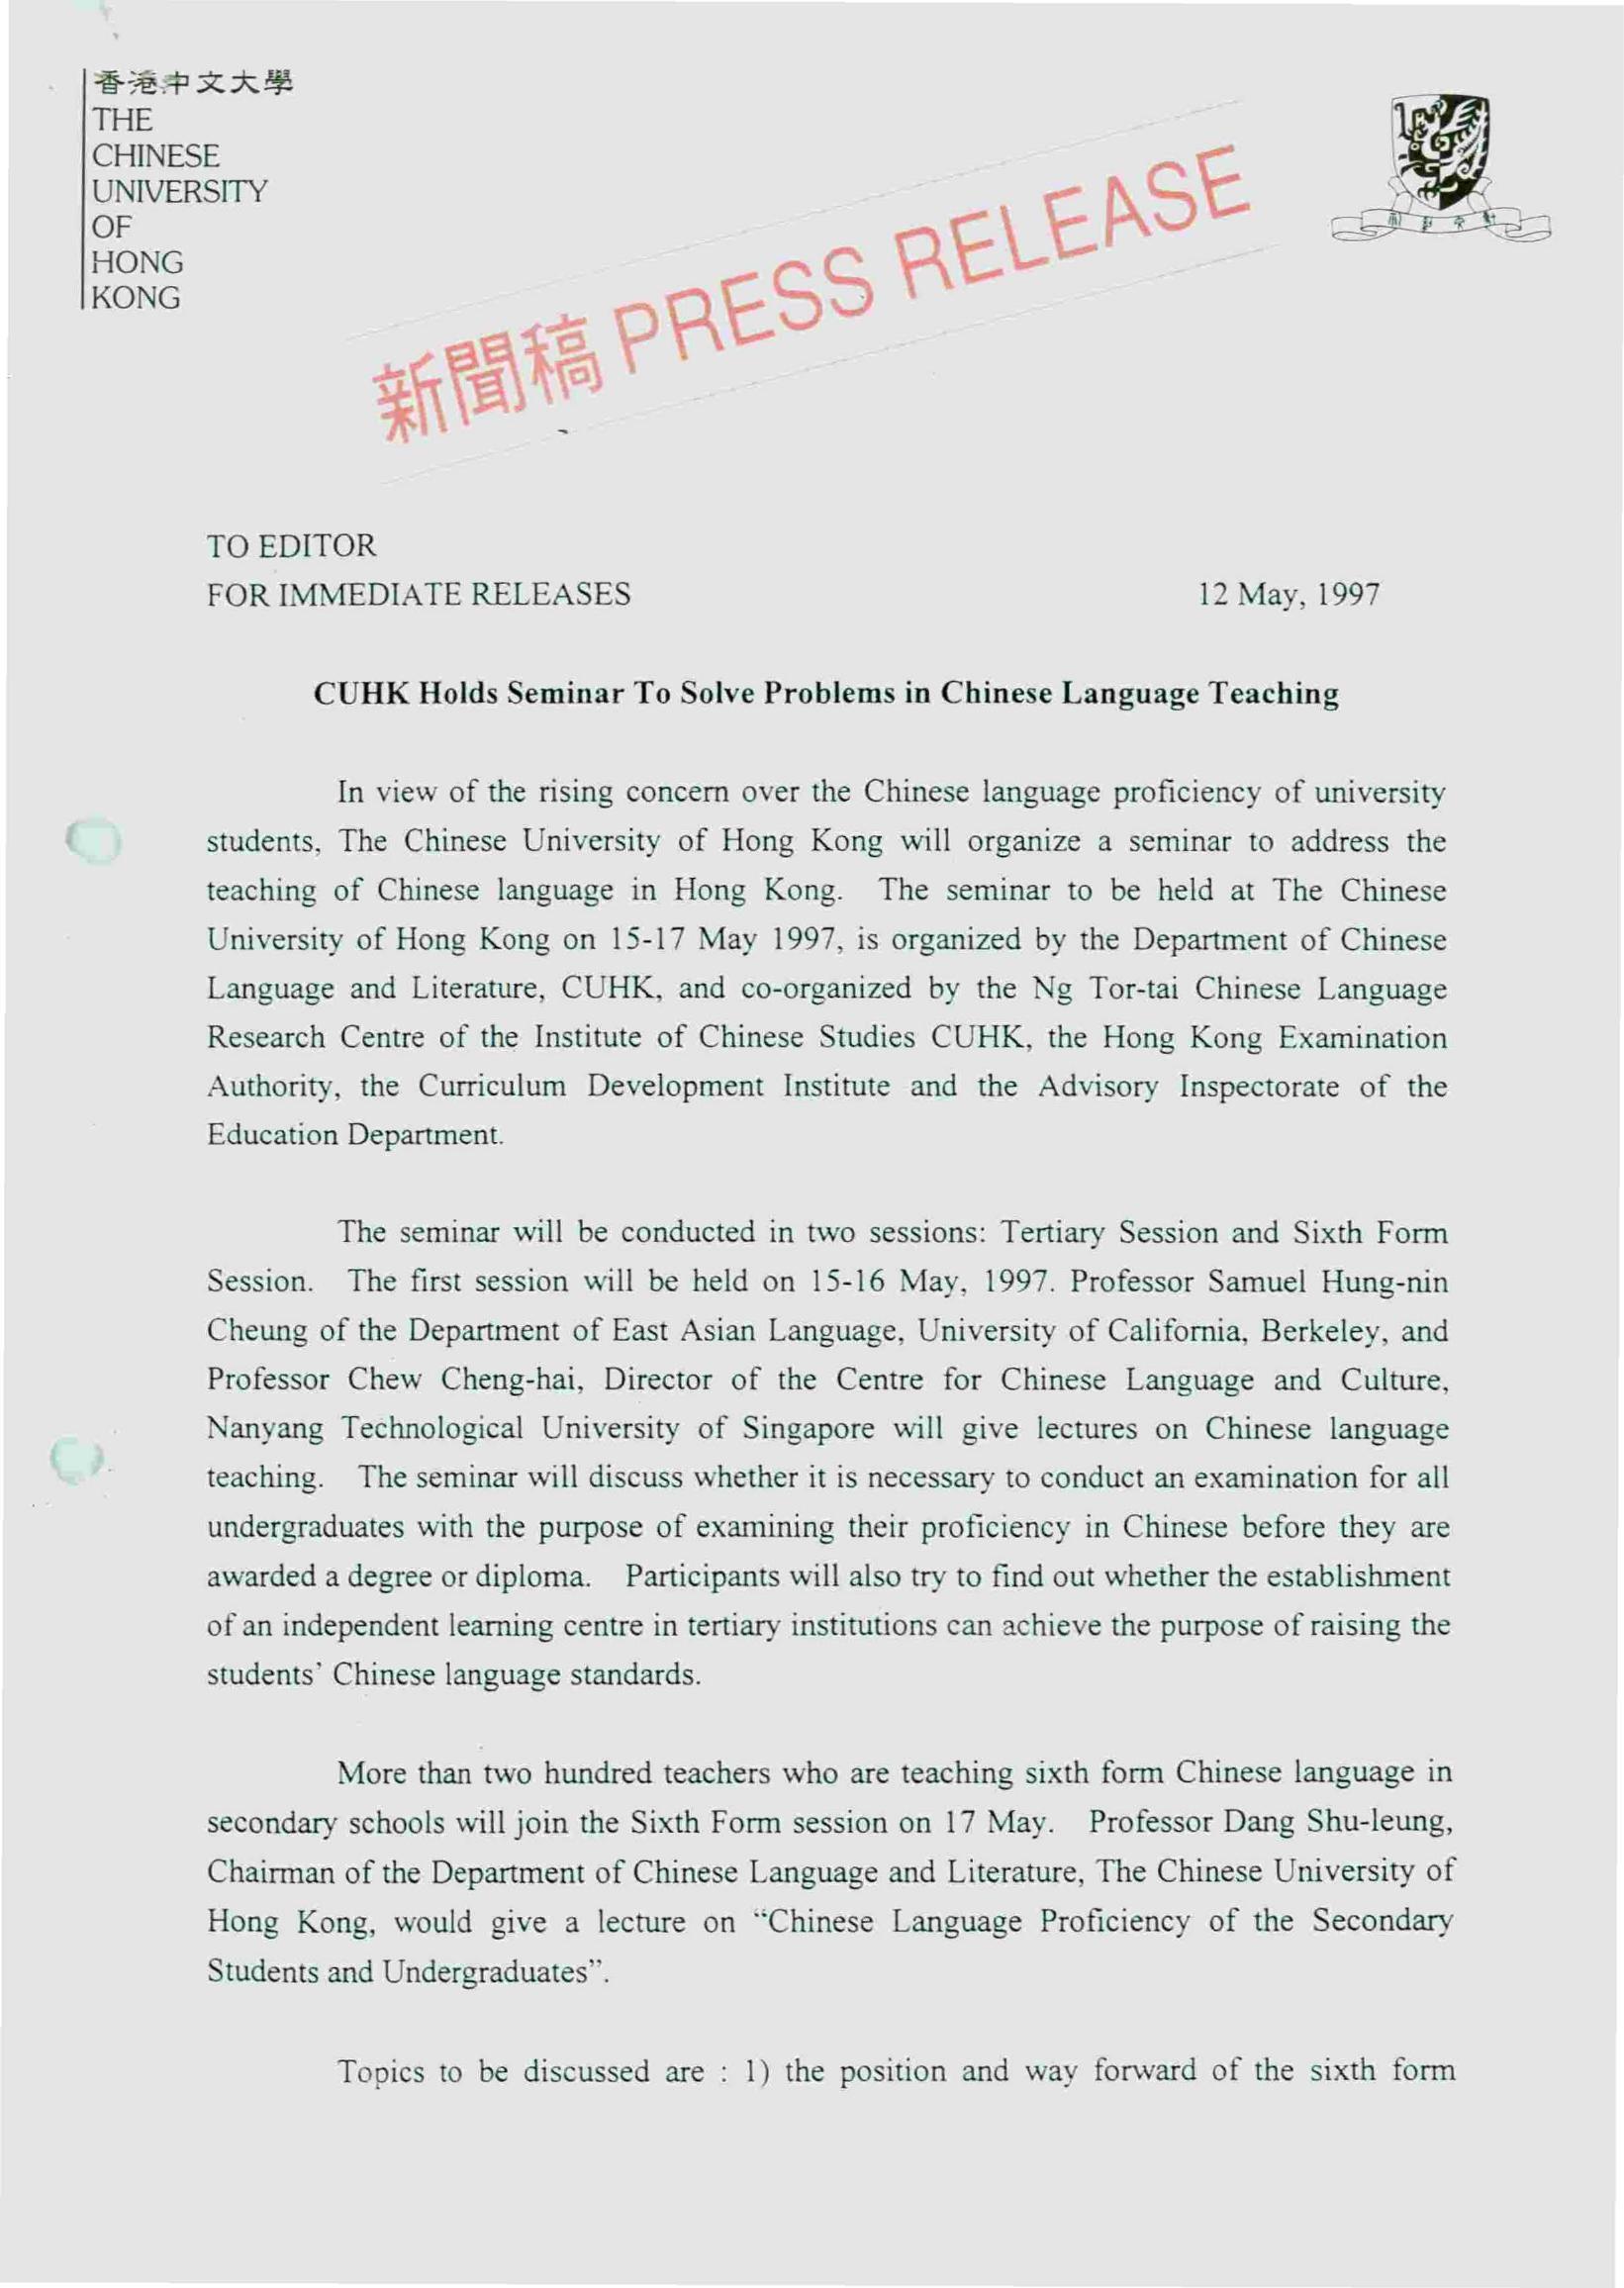 香港中文大學
THE
CHINESE
UNIVERSITY
OF
HONG
KONG
新聞稿 PRESS RELEASE
TO EDITOR
FOR IMMEDIATE RELEASES 12 May, 1997
CUHK Holds Seminar To Solve Problems in Chinese Language Teaching
In view of the rising concern over the Chinese language proficiency of university
students, The Chinese University of Hong Kong will organize a seminar to address the
teaching of Chinese language in Hong Kong. The seminar to be held at The Chinese
University of Hong Kong on 15-17 May 1997, is organized by the Department of Chinese
Language and Literature, CUHK, and co-organized by the Ng Tor-tai Chinese Language
Research Centre of the Institute of Chinese Studies CUHK, the Hong Kong Examination
Authority, the Curriculum Development Institute and the Advisory Inspectorate of the
Education Department.
The seminar will be conducted in two sessions: Tertiary Session and Sixth Form
Session. The first session will be held on 15-16 May, 1997. Professor Samuel Hung-nin
Cheung of the Department of East Asian Language, University of California, Berkeley, and
Professor Chew Cheng-hai, Director of the Centre for Chinese Language and Culture,
Nanyang Technological University of Singapore will give lectures on Chinese language
teaching. The seminar will discuss whether it is necessary to conduct an examination for all
undergraduates with the purpose of examining their proficiency in Chinese before they are
awarded a degree or diploma. Participants will also try to find out whether the establishment
of an independent learning centre in tertiary institutions can achieve the purpose of raising the
students' Chinese language standards.
More than two hundred teachers who are teaching sixth form Chinese language in
secondary schools will join the Sixth Form session on 17 May. Professor Dang Shu-leung,
Chairman of the Department of Chinese Language and Literature, The Chinese University of
Hong Kong, would give a lecture on “Chinese Language Proficiency of the Secondary
Students and Undergraduates”.
Topics to be discussed are : 1) the position and way forward of the sixth form